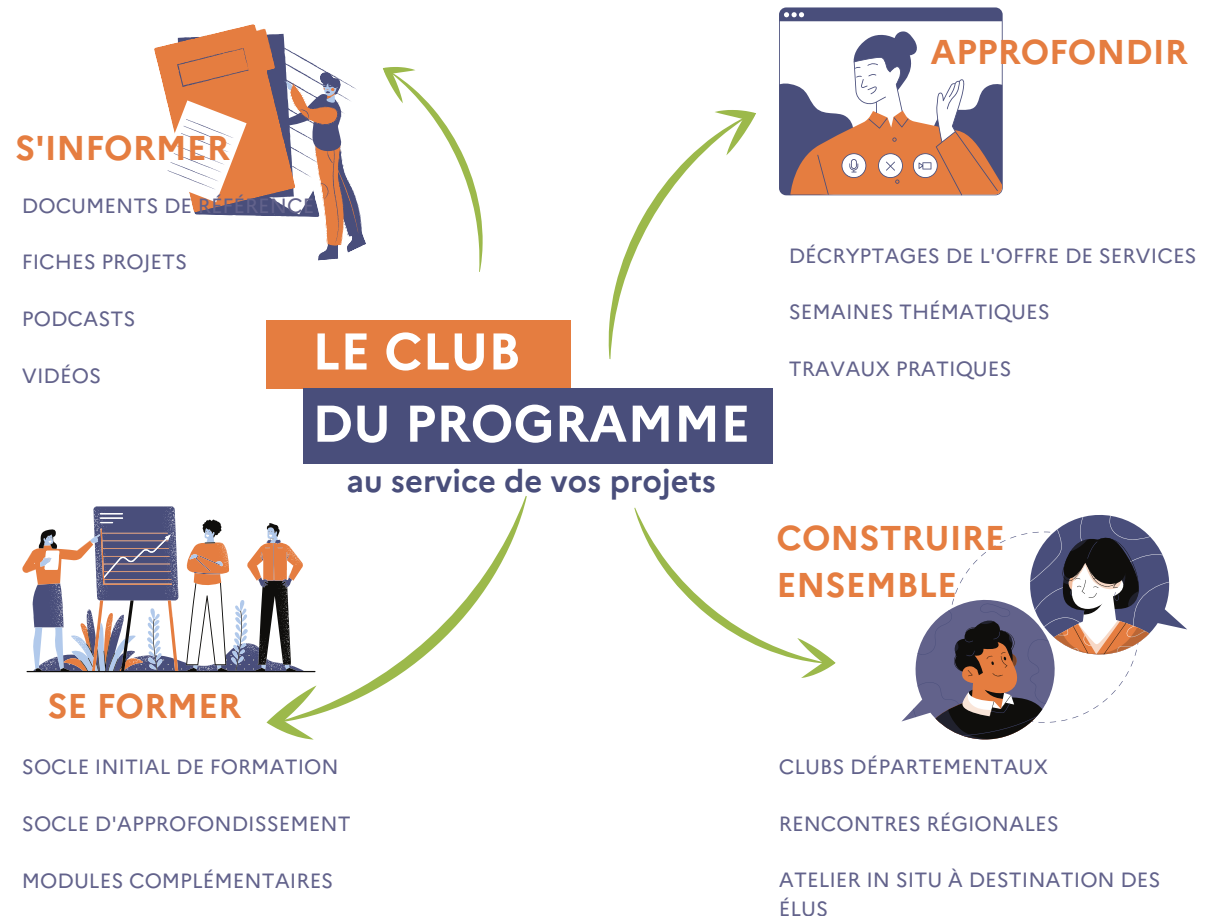 S'INFORMER
DOCUMENTS DE RÉFÉRENCE
FICHES PROJETS
PODCASTS
VIDÉOS
APPROFONDIR
DÉCRYPTAGES DE L'OFFRE DE SERVICES
SEMAINES THÉMATIQUES
TRAVAUX PRATIQUES
LE CLUB
DU PROGRAMME
au service de vos projets
SE FORMER
SOCLE INITIAL DE FORMATION
SOCLE D'APPROFONDISSEMENT
MODULES COMPLÉMENTAIRES
CONSTRUIRE
ENSEMBLE
CLUBS DÉPARTEMENTAUX
RENCONTRES RÉGIONALES
ATELIER IN SITU À DESTINATION DES
ÉLUS